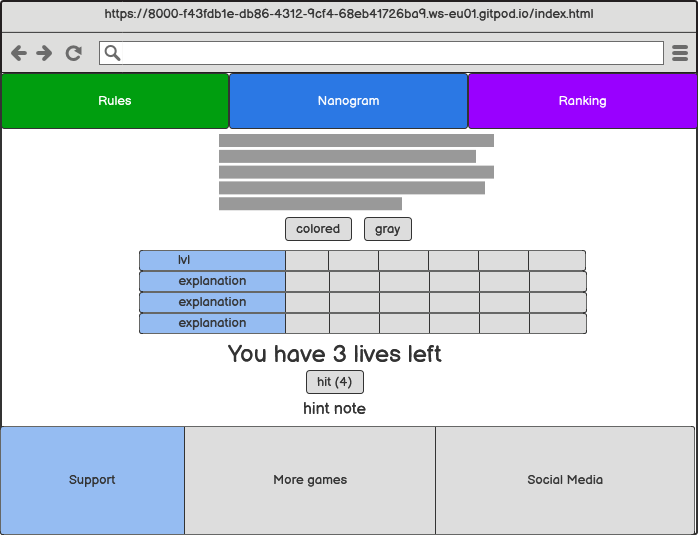 https://8000-f43fdb1e-db86-4312-9cf4-68eb41726ba9.ws-eu01.gitpod.io/index.html
Rules Nanogram Ranking
colored gray
lvl
explanation
explanation
explanation
You have 3 lives left
hit (4)
hint note
Support More games Social Media